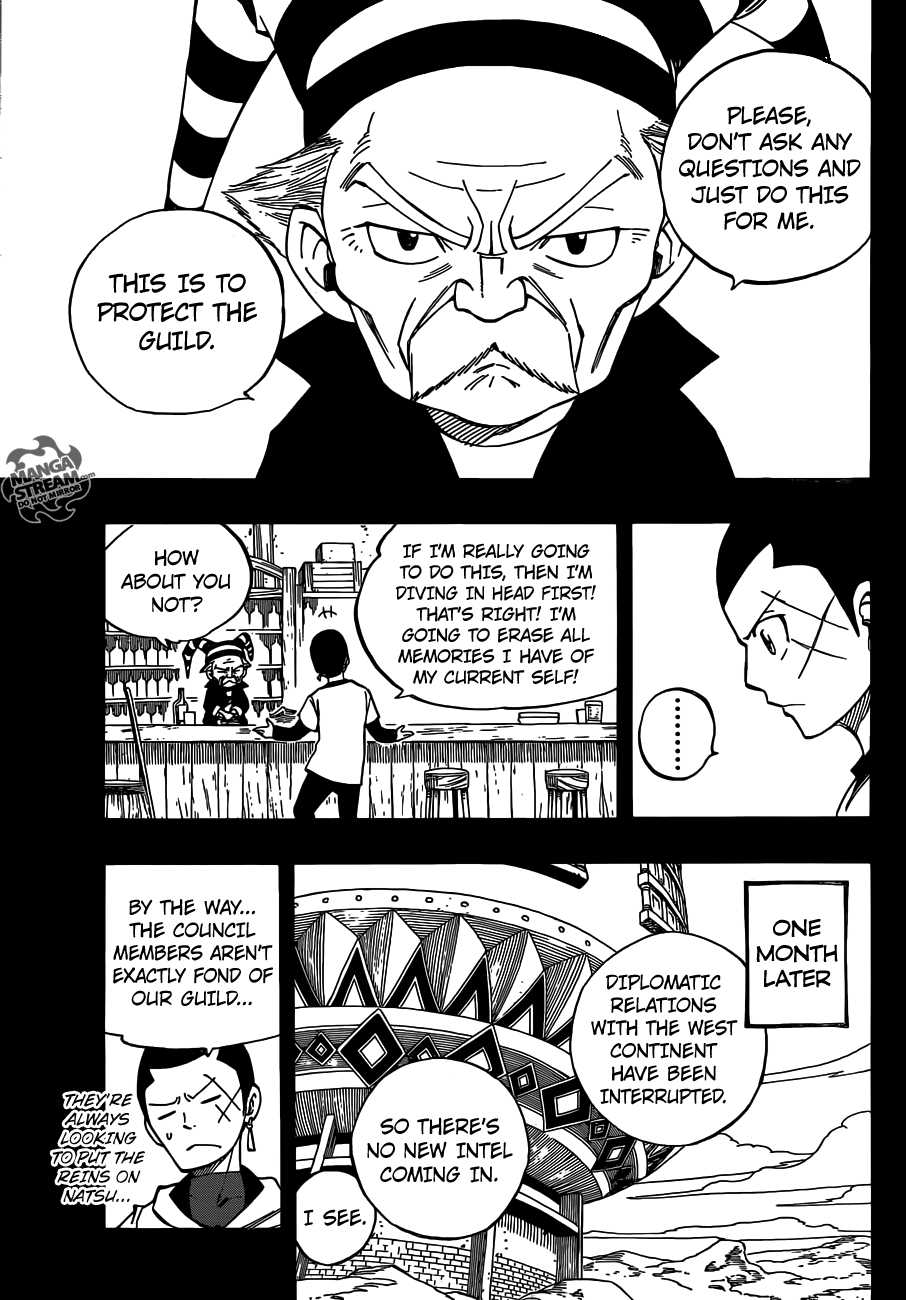 PLEASE,
DON'T ASK ANY
QUESTIONS AND
JUST DO THIS
FOR ME.
THIS IS TO
PROTECT THE
GUILD.
MANGA
STREAM.com
DO NOT MIRROR
.........
IF I'M REALLY GOING
TO DO THIS, THEN I'M
DIVING IN HEAD FIRST!
THAT'S RIGHT! I'M
GOING TO ERASE ALL
MEMORIES I HAVE OF
MY CURRENT SELF!
HOW
ABOUT YOU
NOT?
ONE
MONTH
LATER
DIPLOMATIC
RELATIONS
WITH THE WEST
CONTINENT
HAVE BEEN
INTERRUPTED.
SO THERE'S
NO NEW INTEL
COMING IN.
I SEE.
BY THE WAY...
THE COUNCIL
MEMBERS AREN'T
EXACTLY FOND OF
OUR GUILD...
THEY'RE
ALWAYS
LOOKING
TO PUT THE
REINS ON
NATSU...